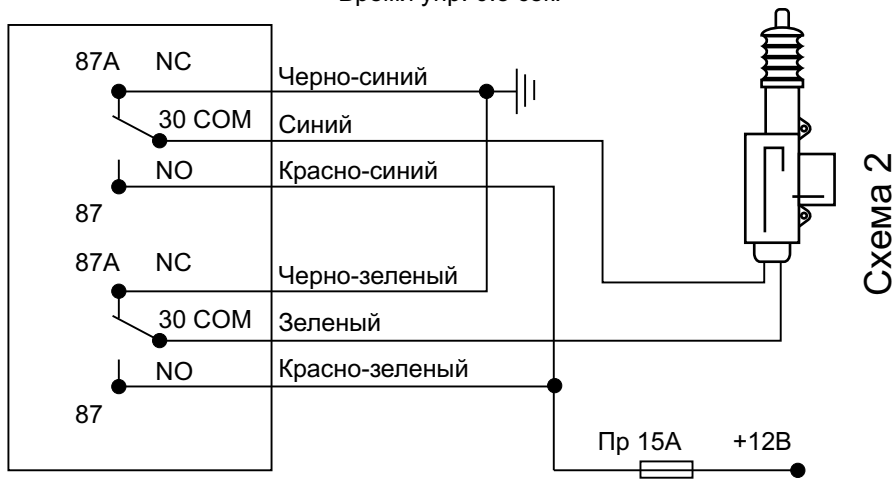 87A NC
Черно-синий
30 COM Синий
NO Красно-синий
87
87A NC
Черно-зеленый
30 COM Зеленый
NO Красно-зеленый
87
Пр 15А +12В
Схема 2